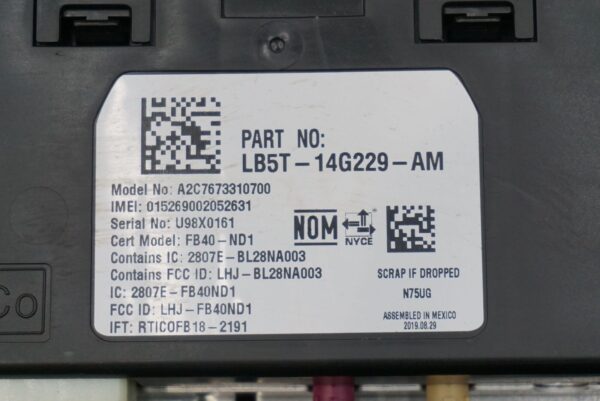 PART NO:
LB5T-14G229-AM
Model No: A2C7673310700
IMEI: 015269002052631
Serial No: U98X0161
Cert Model: FB40-ND1
Contains IC: 2807E-BL28NA003
Contains FCC ID: LHJ-BL28NA003
IC: 2807E-FB40ND1
FCC ID: LHJ-FB40ND1
IFT: RTICOFB18-2191
NOM
NYCE
SCRAP IF DROPPED
N75UG
ASSEMBLED IN MEXICO
2019.08.29
Co